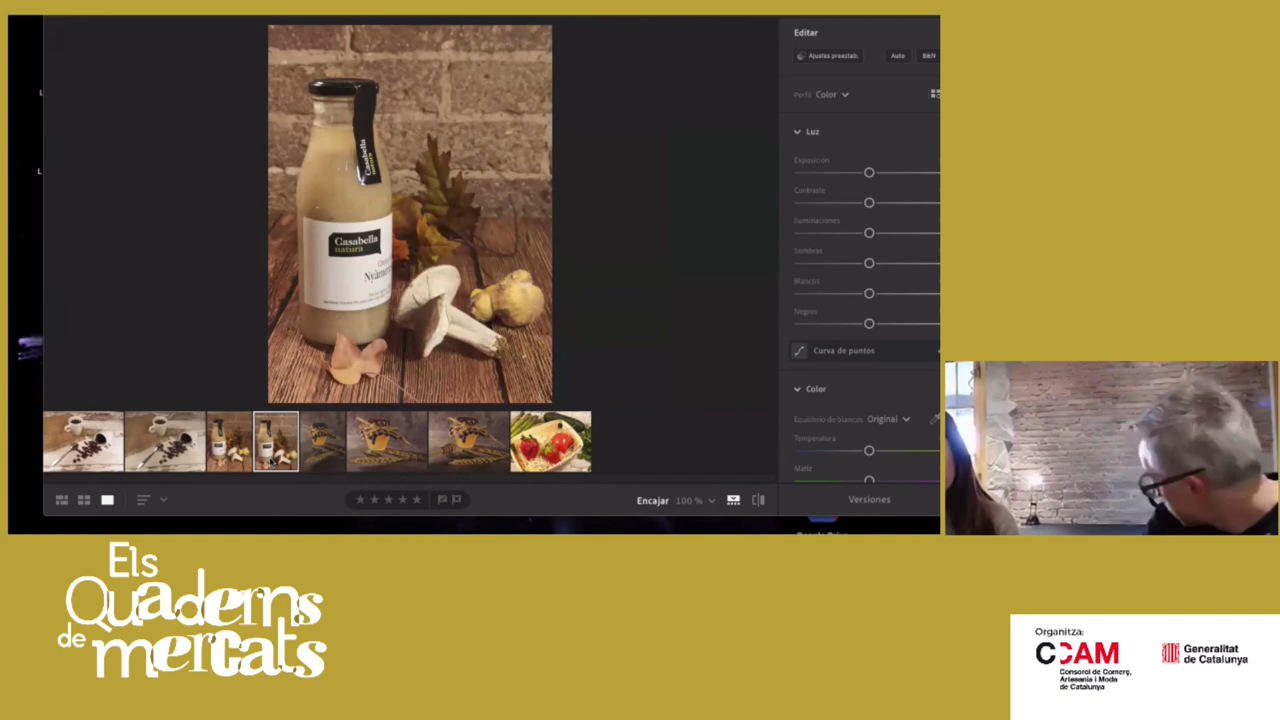 Editar
Ajustes preestab.
Auto
B&N
Perfil Color
Luz
Exposición
Contraste
Iluminaciones
Sombras
Blancos
Negros
Curva de puntos
Color
Equilibrio de blancos Original
Temperatura
Matiz
Versiones
Encajar 100 %
Casabella
natura
Casabella
natura
Els
Quaderns
de mercats
Organitza:
CCAM
Consorci de Comerç,
Artesania i Moda
de Catalunya
Generalitat
de Catalunya